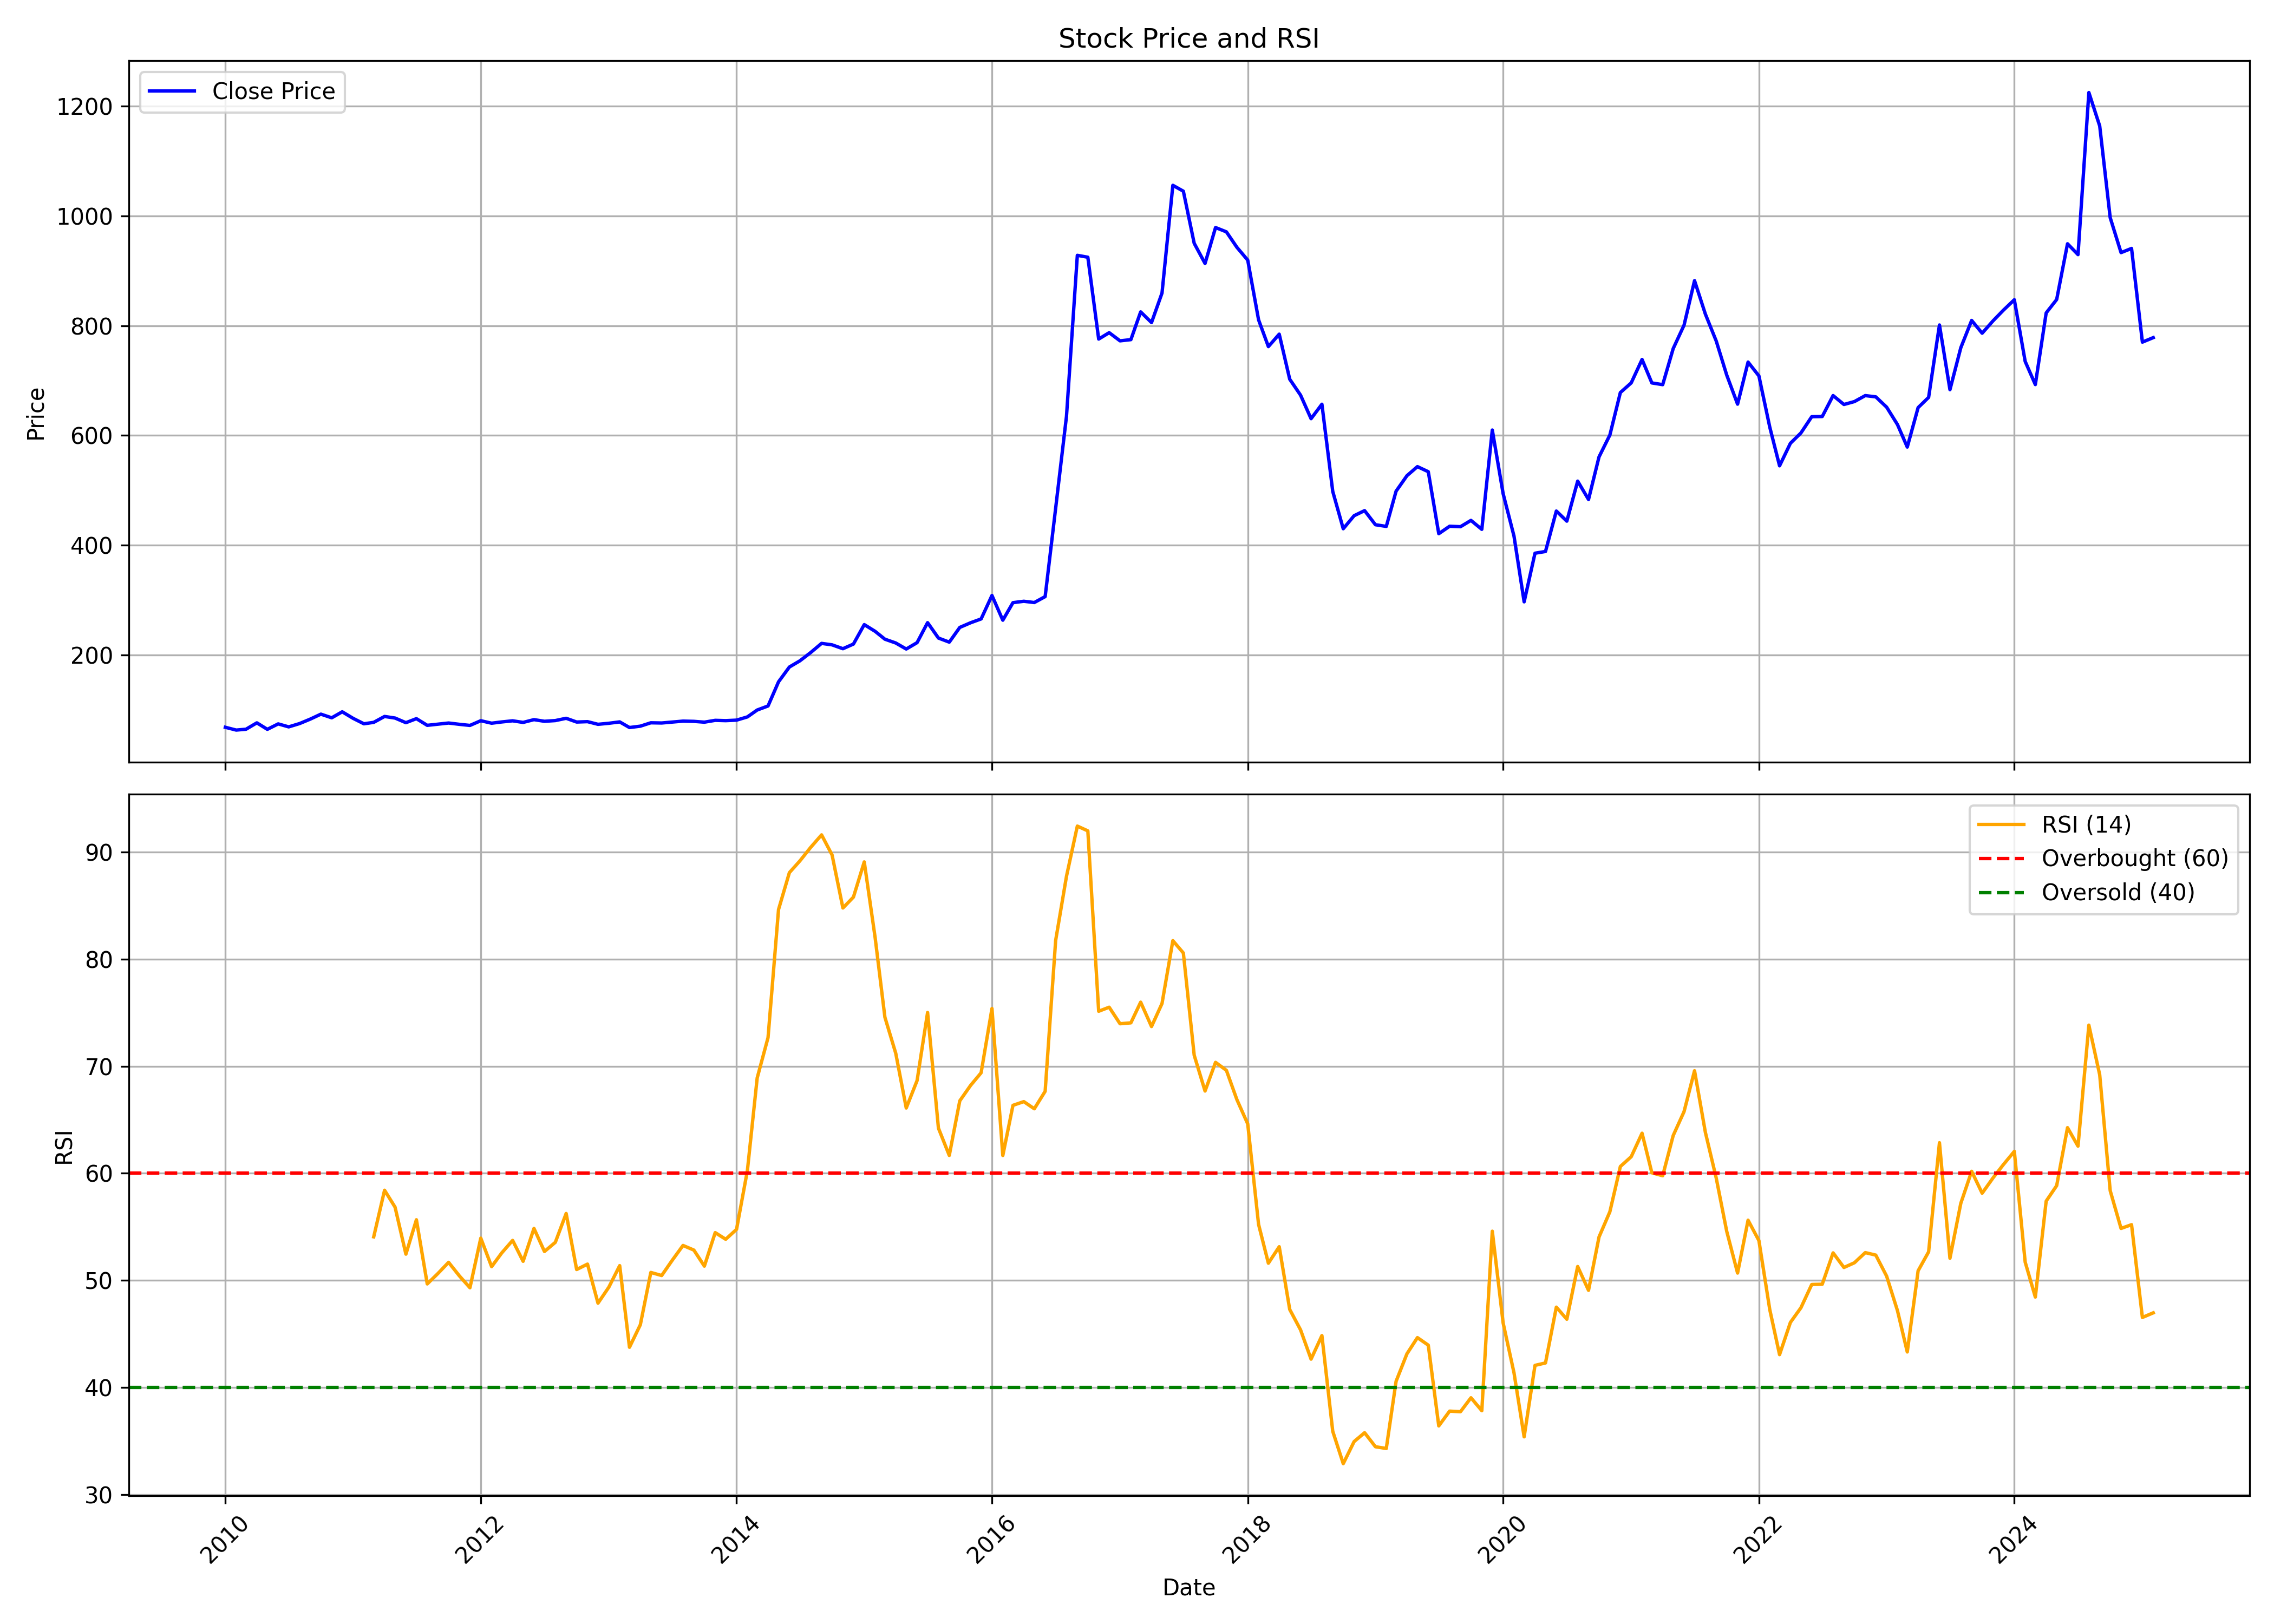 Stock Price and RSI
Close Price
1200
1000
800
600
400
200
Price
RSI (14)
Overbought (60)
Oversold (40)
90
80
70
60
50
40
30
RSI
2010
2012
2014
2016
2018
2020
2022
2024
Date